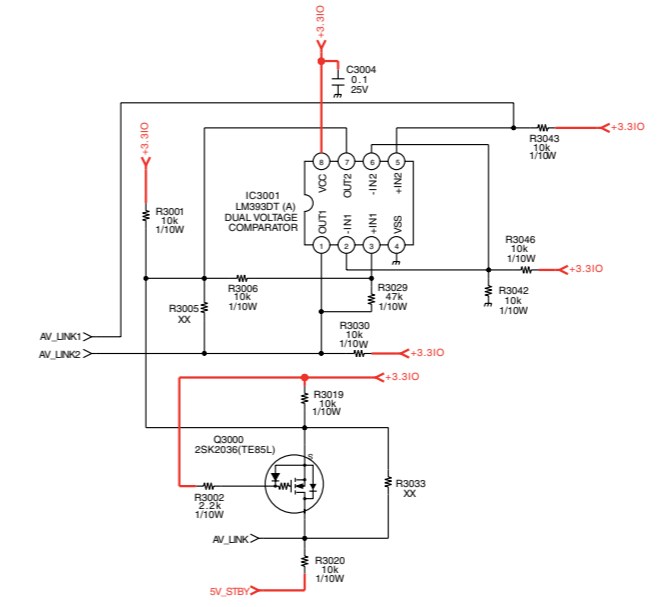 +3.3IO
C3004
0.1
25V
+3.3IO
R3043
10k
1/10W
+3.3IO
8
7
6
5
VCC
OUT2
-IN2
+IN2
IC3001
LM393DT (A)
DUAL VOLTAGE
COMPARATOR
OUT1
-IN1
+IN1
VSS
1
2
3
4
R3001
10k
1/10W
R3046
10k
1/10W
+3.3IO
R3006
10k
1/10W
R3029
47k
1/10W
R3042
10k
1/10W
R3005
XX
R3030
10k
1/10W
AV_LINK1
AV_LINK2
+3.3IO
+3.3IO
R3019
10k
1/10W
Q3000
2SK2036(TE85L)
S
R3002
2.2k
1/10W
R3033
XX
AV_LINK
R3020
10k
1/10W
5V_STBY